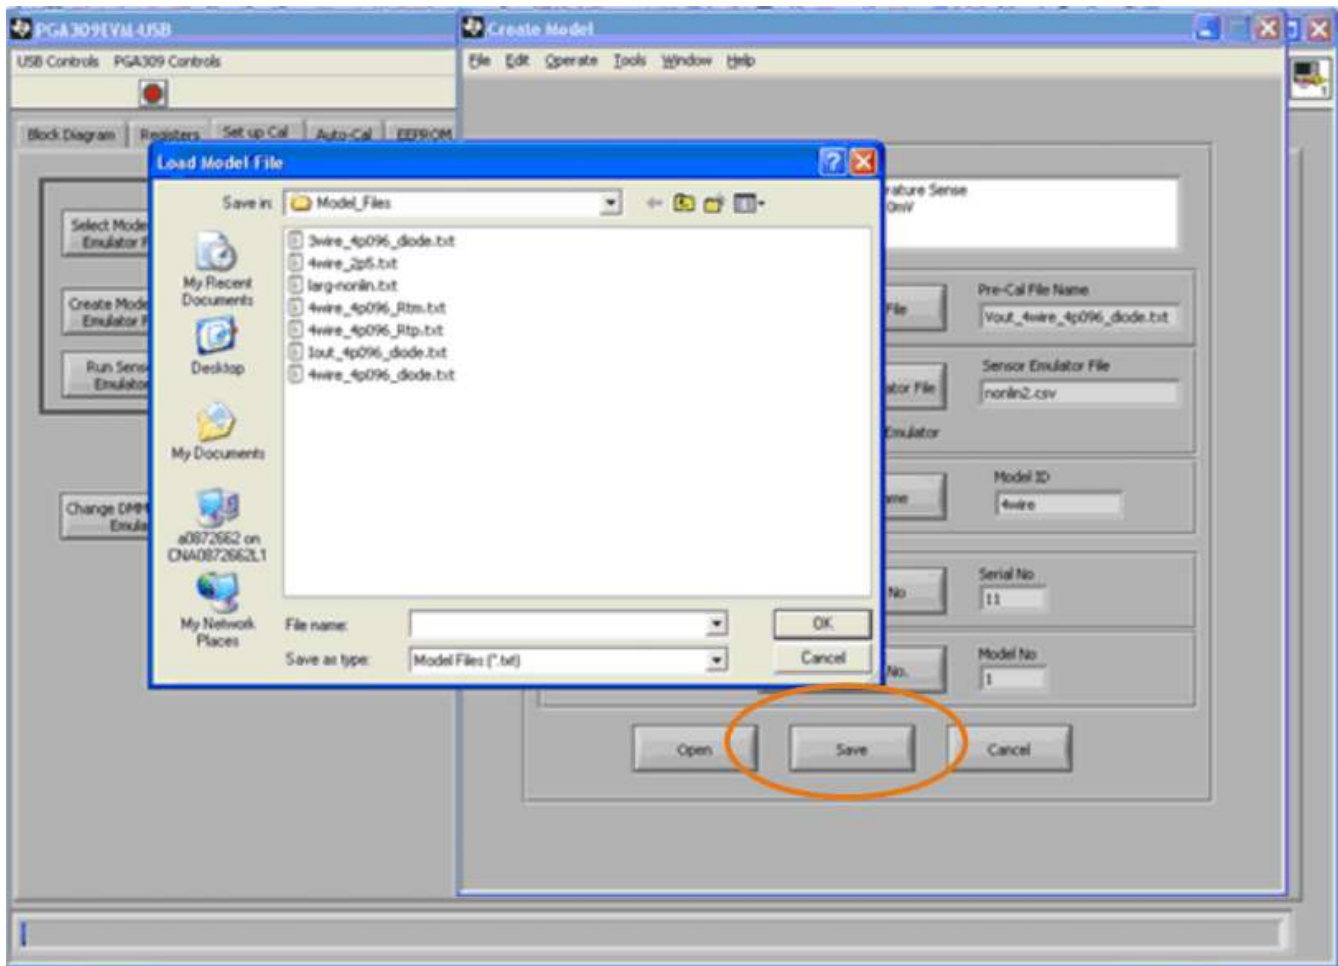 PGA309EVM-USB
Create Model
USB Controls PGA309 Controls
File Edit Operate Tools Window Help
Block Diagram Registers Set up Cal Auto-Cal EEPROM
Load Model File
Save in: Model_Files
3wire_4p096_diode.txt
4wire_2p5.txt
larg-nonlin.txt
4wire_4p096_Rtm.txt
4wire_4p096_Rtp.txt
Iout_4p096_diode.txt
4wire_4p096_diode.txt
My Recent
Documents
Desktop
My Documents
a0872662 on
CNA0872662L1
My Network
Places
File name:
OK
Save as type: Model Files (*.txt)
Cancel
Select Mode
Emulator F
Create Mode
Emulator F
Run Sens
Emulator
Change DMM
Emula
rature Sense
0mV
File
Pre-Cal File Name
Vout_4wire_4p096_diode.txt
ator File
Sensor Emulator File
nonlin2.csv
Emulator
ame
Model ID
4wire
No
Serial No
11
No.
Model No
1
Open
Save
Cancel